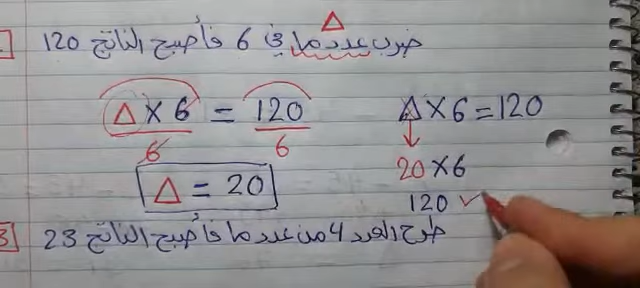 ضرب عدد ما في 6 فأصبح الناتج 120
Δ
Δ × 6 = 120
6 6
Δ = 20
Δ × 6 = 120
20 × 6
120 ✓
3 طرح العدد 4 من عدد ما فأصبح الناتج 23